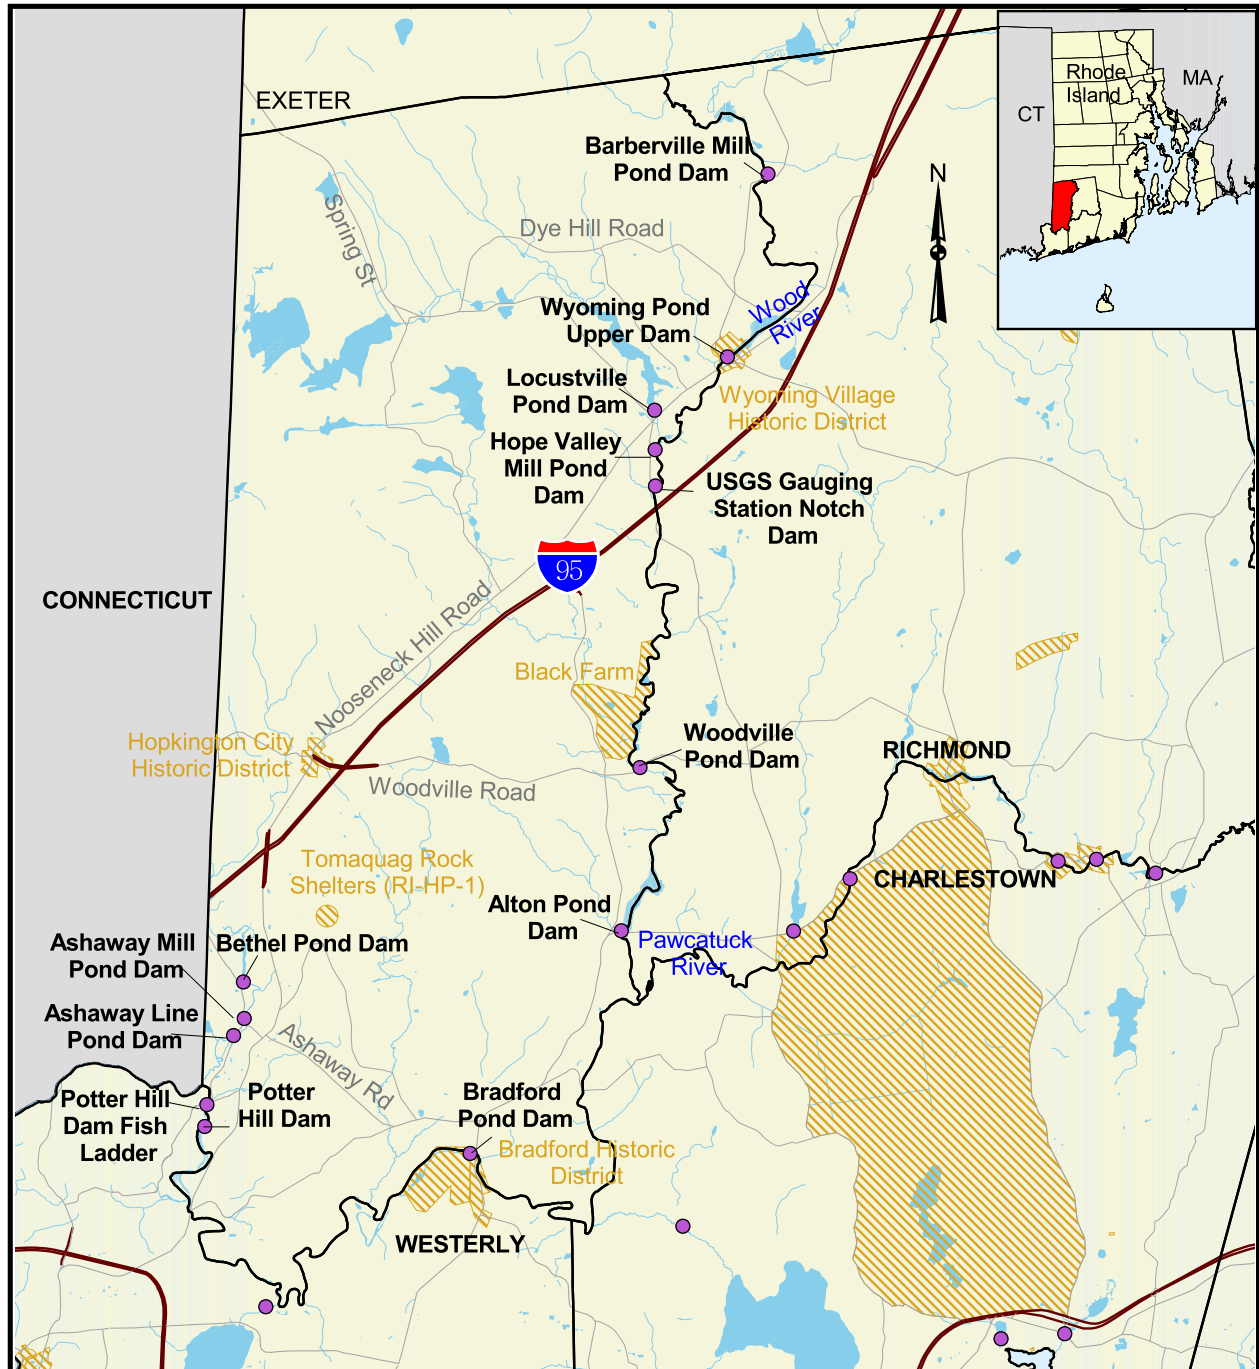 EXETER
Rhode
Island
MA
CT
Barberville Mill
Pond Dam
N
Spring St
Dye Hill Road
Wyoming Pond
Upper Dam
Wood
River
Locustville
Pond Dam
Wyoming Village
Historic District
Hope Valley
Mill Pond
Dam
USGS Gauging
Station Notch
Dam
95
CONNECTICUT
Nooseneck Hill Road
Black Farm
Hopkington City
Historic District
Woodville
Pond Dam
RICHMOND
Woodville Road
Tomaquag Rock
Shelters (RI-HP-1)
CHARLESTOWN
Alton Pond
Dam
Pawcatuck
River
Ashaway Mill
Pond Dam
Bethel Pond Dam
Ashaway Line
Pond Dam
Ashaway Rd
Potter Hill
Dam Fish
Ladder
Potter
Hill Dam
Bradford
Pond Dam
Bradford Historic
District
WESTERLY